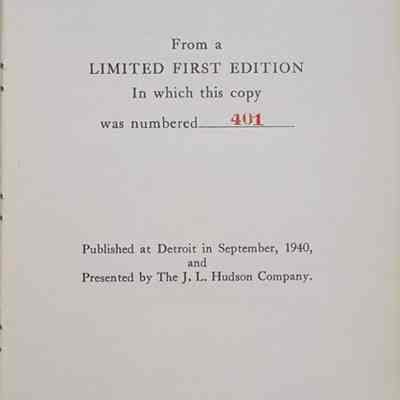 From a
LIMITED FIRST EDITION
In which this copy
was numbered 401
Published at Detroit in September, 1940,
and
Presented by The J. L. Hudson Company.